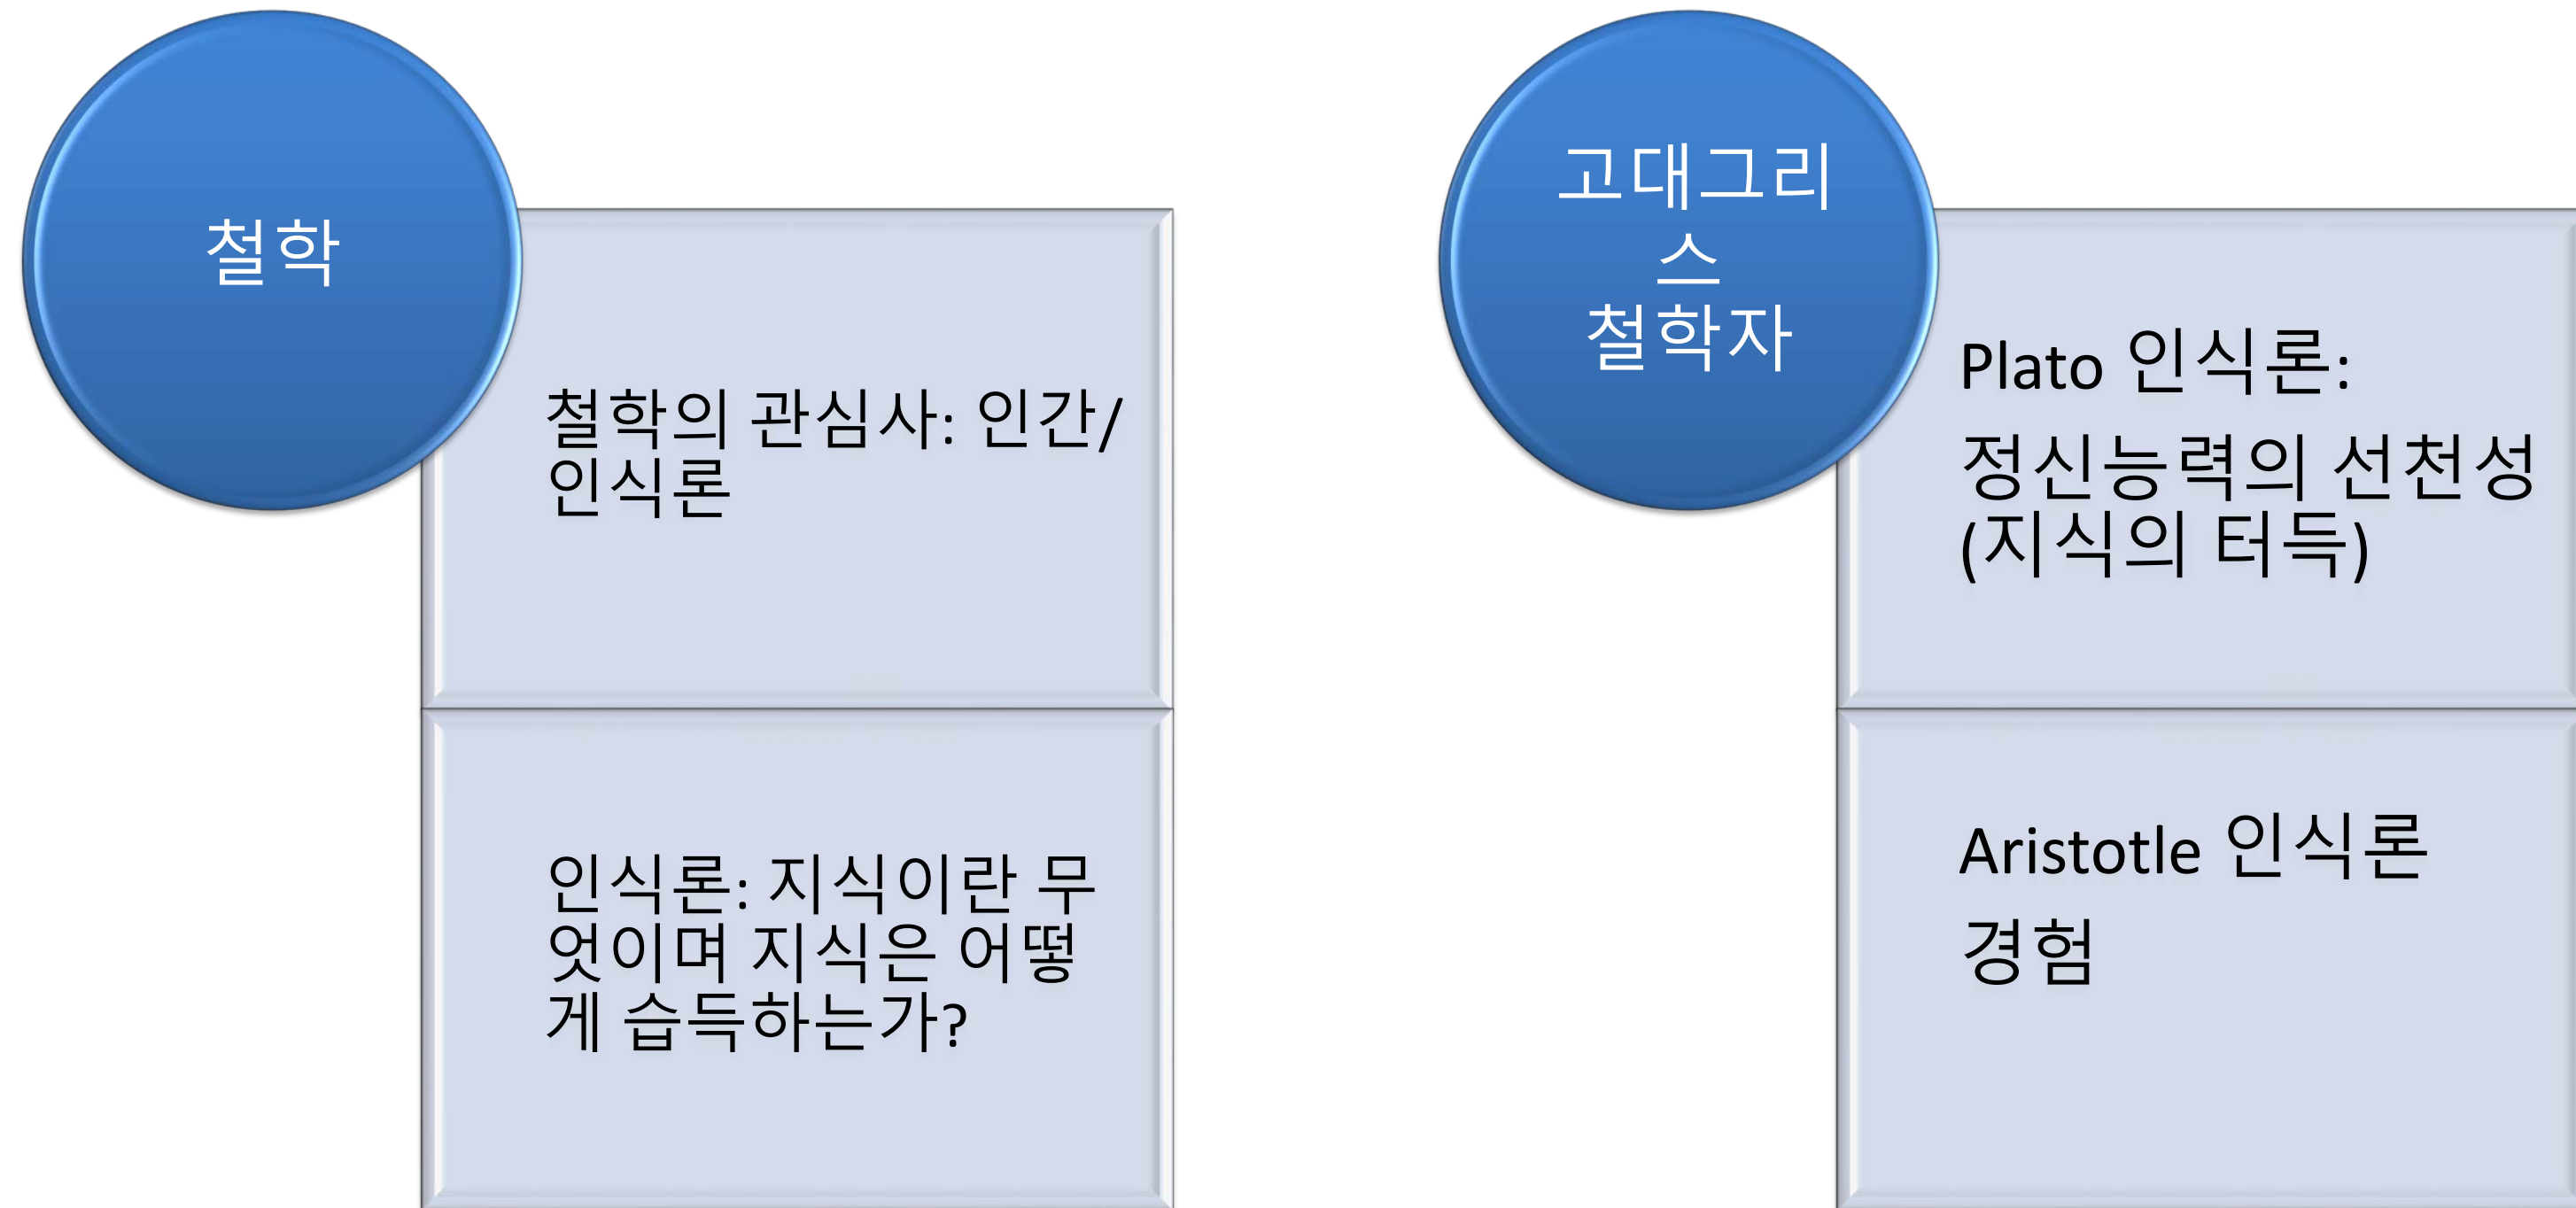 철학
철학의 관심사: 인간/
인식론
인식론: 지식이란 무
엇이며 지식은 어떻
게 습득하는가?
고대그리
스
철학자
Plato 인식론:
정신능력의 선천성
(지식의 터득)
Aristotle 인식론
경험